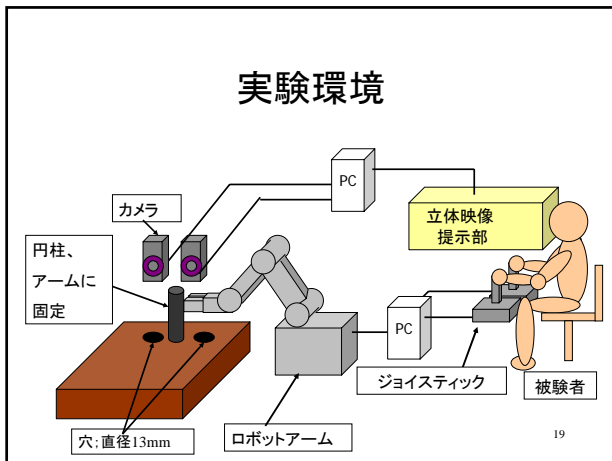 実験環境
PC
カメラ
立体映像
提示部
円柱、
アームに
固定
PC
ジョイスティック
被験者
穴;直径13mm
ロボットアーム
19